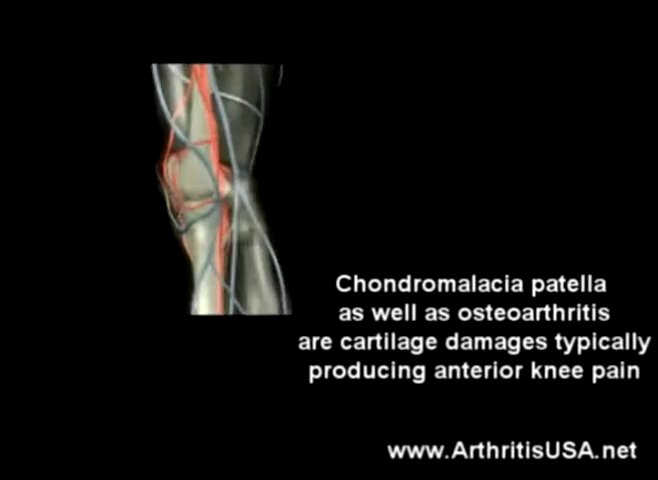 Chondromalacia patella
as well as osteoarthritis
are cartilage damages typically
producing anterior knee pain
www.ArthritisUSA.net